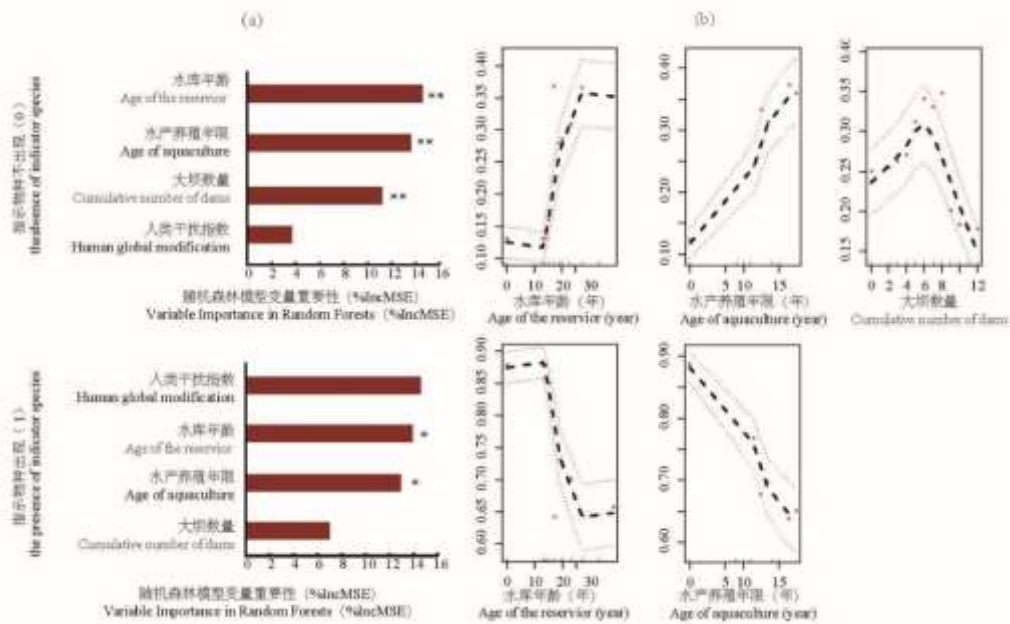 (a)
(b)
指示物种不出现（0）
the absence of indicator species
水库年龄
Age of the reservior
**
水产养殖年限
Age of aquaculture
**
大坝数量
Cumulative number of dams
**
人类干扰指数
Human global modification
0 2 4 6 8 10 12 14 16
随机森林模型变量重要性（%IncMSE）
Variable Importance in Random Forests（%IncMSE）
0.40
0.35
0.30
0.25
0.20
0.15
0.10
0 10 20 30
水库年龄（年）
Age of the reservior (year)
0.40
0.30
0.20
0.10
0 5 10 15
水产养殖年限（年）
Age of aquaculture (year)
0.40
0.35
0.30
0.25
0.20
0.15
0 2 4 6 8 10 12
大坝数量
Cumulative number of dams
指示物种出现（1）
the presence of indicator species
人类干扰指数
Human global modification
水库年龄
Age of the reservior
*
水产养殖年限
Age of aquaculture
*
大坝数量
Cumulative number of dams
0 2 4 6 8 10 12 14 16
随机森林模型变量重要性（%IncMSE）
Variable Importance in Random Forests（%IncMSE）
0.90
0.85
0.80
0.75
0.70
0.65
0.60
0 10 20 30
水库年龄（年）
Age of the reservior (year)
0.90
0.80
0.70
0.60
0 5 10 15
水产养殖年限（年）
Age of aquaculture (year)